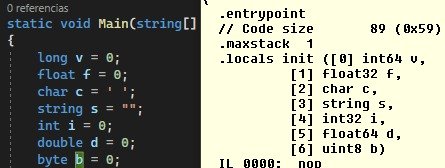 0 referencias
static void Main(string[]
{
long v = 0;
float f = 0;
char c = ' ';
string s = "";
int i = 0;
double d = 0;
byte b = 0;
.entrypoint
// Code size 89 (0x59)
.maxstack 1
.locals init ([0] int64 v,
[1] float32 f,
[2] char c,
[3] string s,
[4] int32 i,
[5] float64 d,
[6] uint8 b)
IL_0000: nop